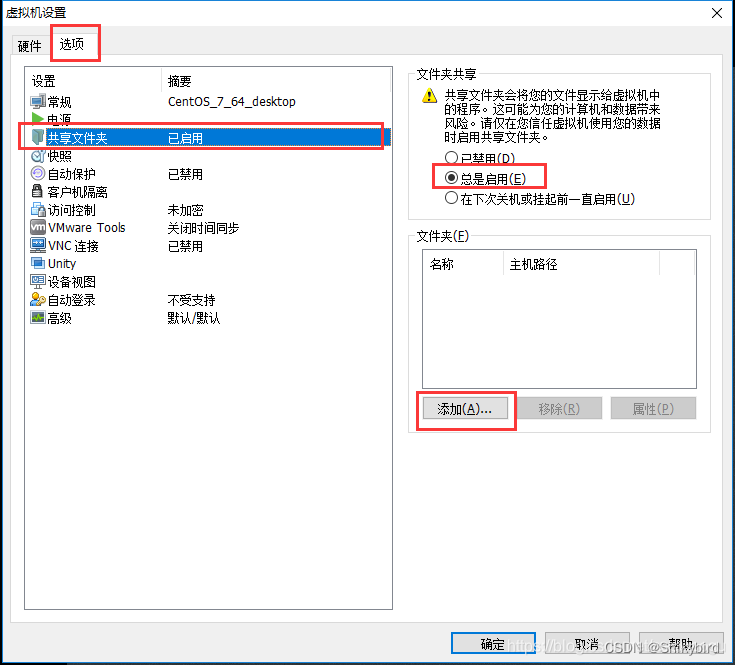 虚拟机设置
硬件 选项
设置 摘要
常规 CentOS_7_64_desktop
电源
共享文件夹 已启用
快照
自动保护 已禁用
客户机隔离
访问控制 未加密
VMware Tools 关闭时间同步
VNC 连接 已禁用
Unity
设备视图
自动登录 不受支持
高级 默认/默认
文件夹共享
共享文件夹会将您的文件显示给虚拟机中
的程序。这可能为您的计算机和数据带来
风险。请仅在您信任虚拟机使用您的数据
时启用共享文件夹。
已禁用(D)
总是启用(E)
在下次关机或挂起前一直启用(U)
文件夹(F)
名称 主机路径
添加(A)... 移除(R) 属性(P)
确定 取消 帮助
CSDN @Shinybird